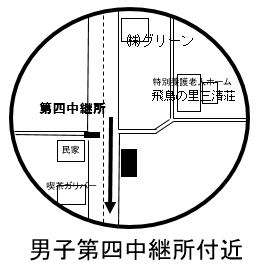 ㈱グリーン
特別養護老人ホーム
飛鳥の里三清荘
第四中継所
民家
喫茶ガリバー
男子第四中継所付近